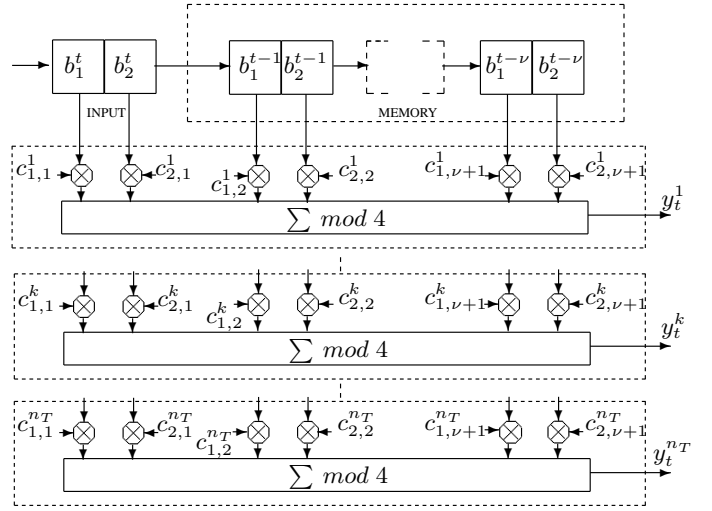 b_1^t b_2^t b_1^{t-1} b_2^{t-1} b_1^{t-ν} b_2^{t-ν}
INPUT MEMORY
c_{1,1}^1 c_{2,1}^1 c_{1,2}^1 c_{2,2}^1 c_{1,ν+1}^1 c_{2,ν+1}^1
∑ mod 4 y_t^1
c_{1,1}^k c_{2,1}^k c_{1,2}^k c_{2,2}^k c_{1,ν+1}^k c_{2,ν+1}^k
∑ mod 4 y_t^k
c_{1,1}^{n_T} c_{2,1}^{n_T} c_{1,2}^{n_T} c_{2,2}^{n_T} c_{1,ν+1}^{n_T} c_{2,ν+1}^{n_T}
∑ mod 4 y_t^{n_T}